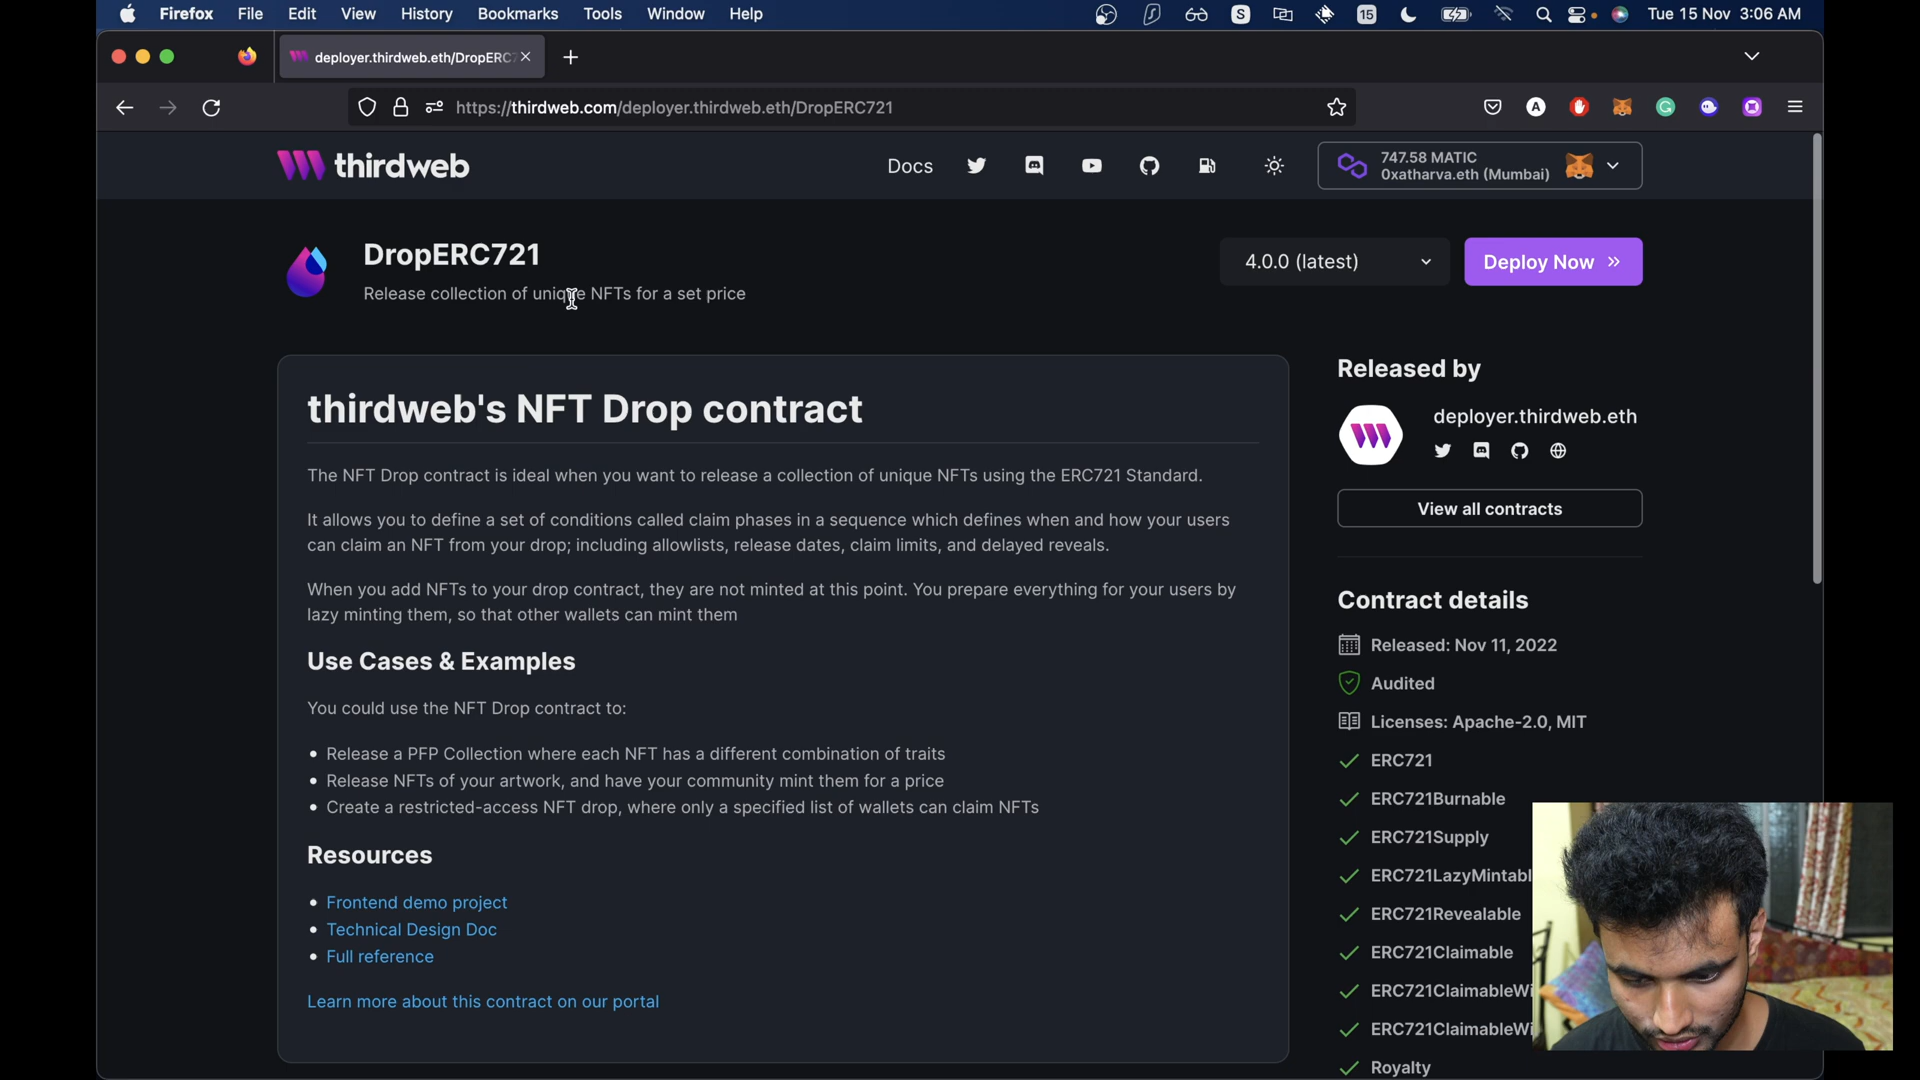 Firefox File Edit View History Bookmarks Tools Window Help S 15 Tue 15 Nov 3:06 AM
deployer.thirdweb.eth/DropERC7
https://thirdweb.com/deployer.thirdweb.eth/DropERC721
thirdweb
Docs
747.58 MATIC
0xatharva.eth (Mumbai)
DropERC721
Release collection of unique NFTs for a set price
4.0.0 (latest)
Deploy Now
thirdweb's NFT Drop contract
The NFT Drop contract is ideal when you want to release a collection of unique NFTs using the ERC721 Standard.
It allows you to define a set of conditions called claim phases in a sequence which defines when and how your users
can claim an NFT from your drop; including allowlists, release dates, claim limits, and delayed reveals.
When you add NFTs to your drop contract, they are not minted at this point. You prepare everything for your users by
lazy minting them, so that other wallets can mint them
Use Cases & Examples
You could use the NFT Drop contract to:
• Release a PFP Collection where each NFT has a different combination of traits
• Release NFTs of your artwork, and have your community mint them for a price
• Create a restricted-access NFT drop, where only a specified list of wallets can claim NFTs
Resources
• Frontend demo project
• Technical Design Doc
• Full reference
Learn more about this contract on our portal
Released by
deployer.thirdweb.eth
View all contracts
Contract details
Released: Nov 11, 2022
Audited
Licenses: Apache-2.0, MIT
ERC721
ERC721Burnable
ERC721Supply
ERC721LazyMintabl
ERC721Revealable
ERC721Claimable
ERC721ClaimableWi
ERC721ClaimableWi
Royalty